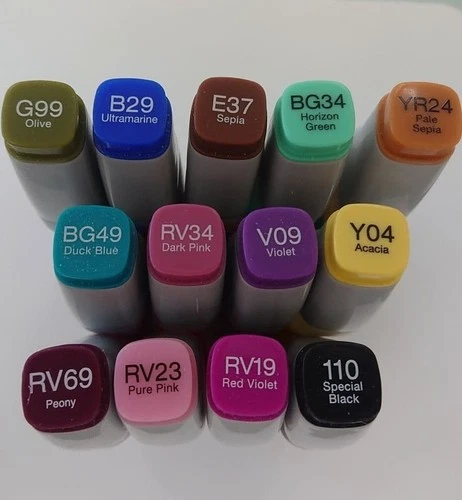 G99
Olive
B29
Ultramarine
E37
Sepia
BG34
Horizon
Green
YR24
Pale
Sepia
BG49
Duck Blue
RV34
Dark Pink
V09
Violet
Y04
Acacia
RV69
Peony
RV23
Pure Pink
RV19
Red Violet
110
Special
Black